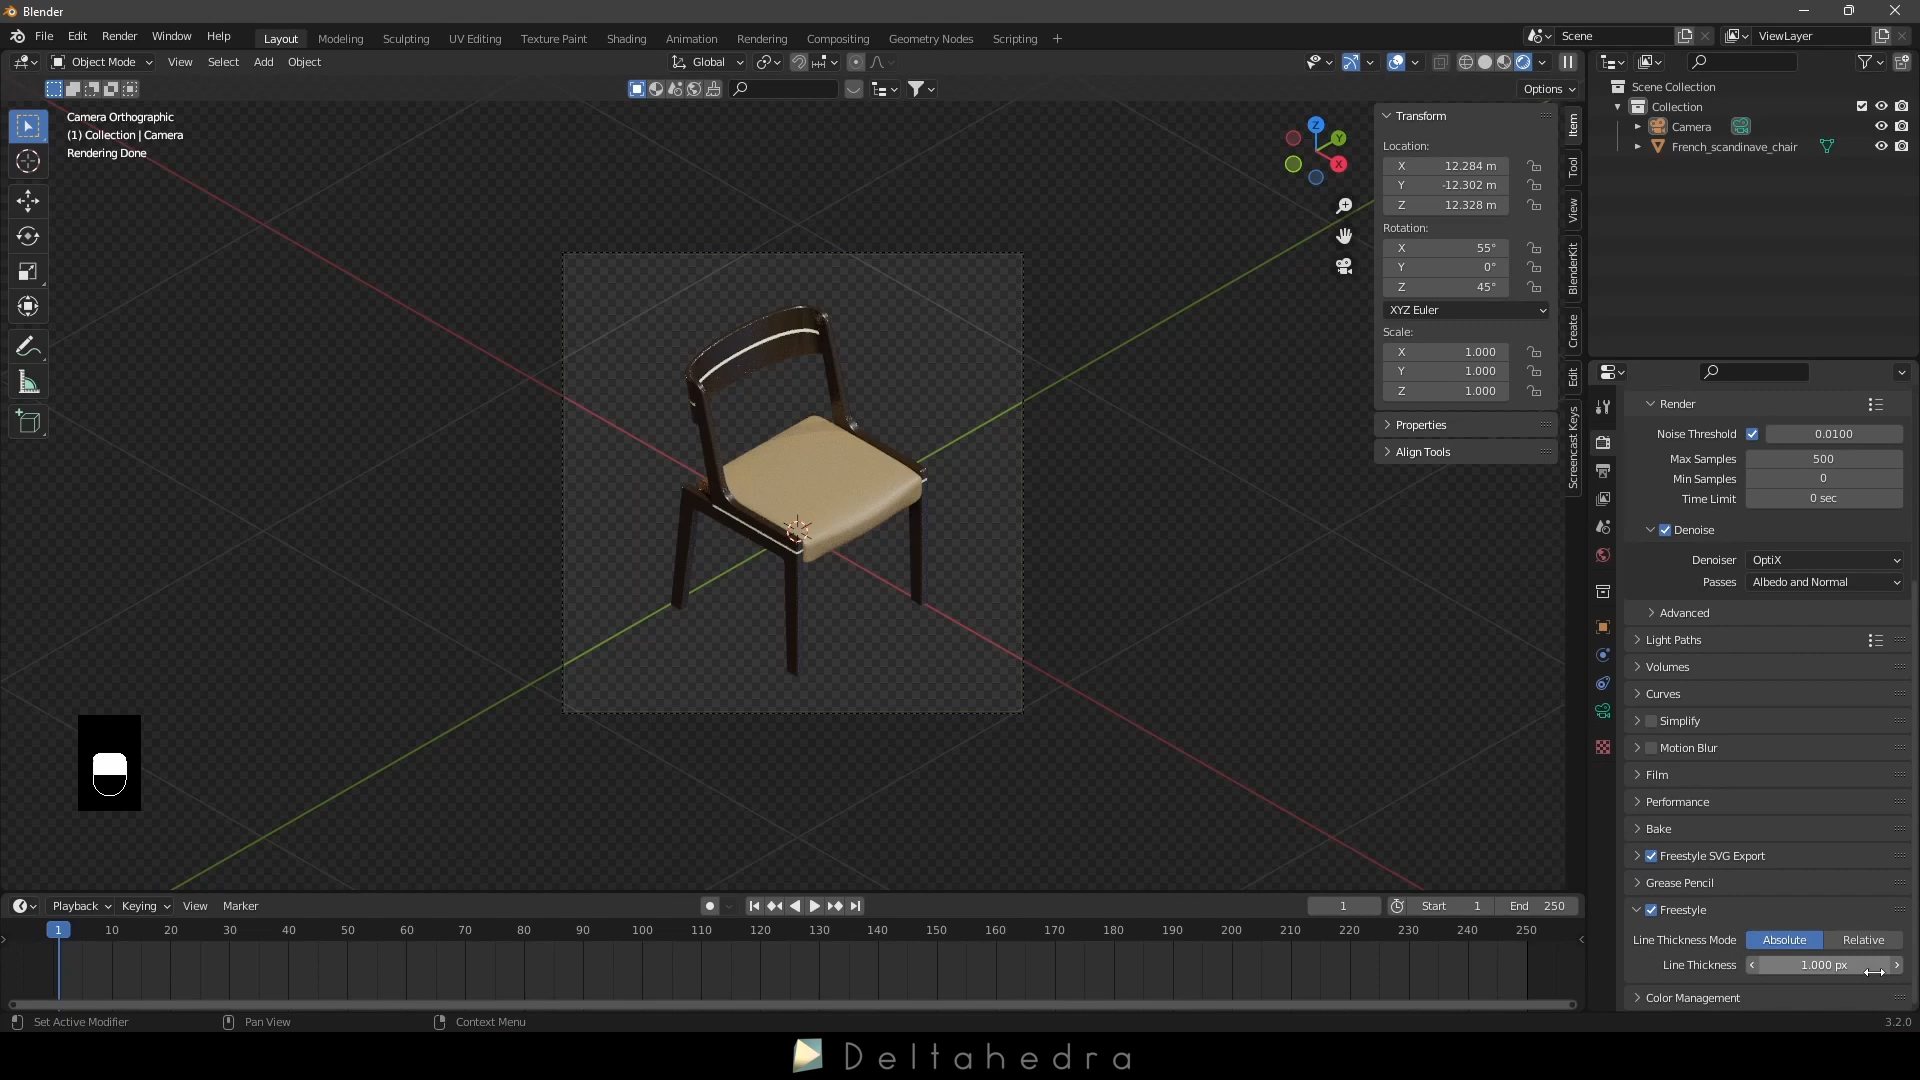 Blender
File Edit Render Window Help
Layout Modeling Sculpting UV Editing Texture Paint Shading Animation Rendering Compositing Geometry Nodes Scripting +
Scene
ViewLayer
Object Mode View Select Add Object
Global
Options
Camera Orthographic
(1) Collection | Camera
Rendering Done
Z
Y
X
Transform
Location:
X 12.284 m
Y -12.302 m
Z 12.328 m
Rotation:
X 55°
Y 0°
Z 45°
XYZ Euler
Scale:
X 1.000
Y 1.000
Z 1.000
Properties
Align Tools
Item
Tool
View
BlenderKit
Create
Edit
Screencast Keys
Scene Collection
Collection
Camera
French_scandinave_chair
Render
Noise Threshold 0.0100
Max Samples 500
Min Samples 0
Time Limit 0 sec
Denoise
Denoiser OptiX
Passes Albedo and Normal
Advanced
Light Paths
Volumes
Curves
Simplify
Motion Blur
Film
Performance
Bake
Freestyle SVG Export
Grease Pencil
Freestyle
Line Thickness Mode Absolute Relative
Line Thickness 1.000 px
Color Management
Playback Keying View Marker
1 Start 1 End 250
1 10 20 30 40 50 60 70 80 90 100 110 120 130 140 150 160 170 180 190 200 210 220 230 240 250
Set Active Modifier Pan View Context Menu
3.2.0
Deltahedra